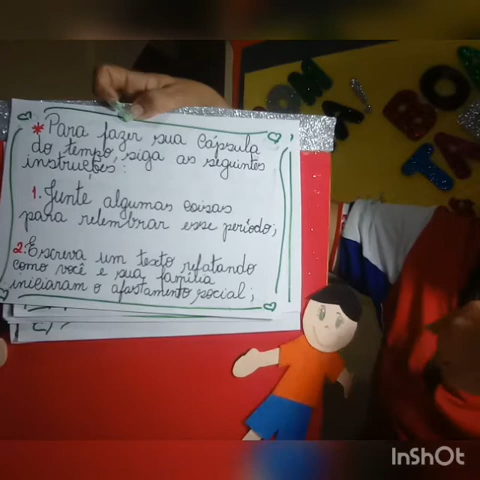 * Para fazer sua Cápsula
do tempo, siga as seguintes
instruções:
1. Junte algumas coisas
para relembrar esse período;
2. Escreva um texto relatando
como você e sua família
iniciaram o afastamento social;
InShOt